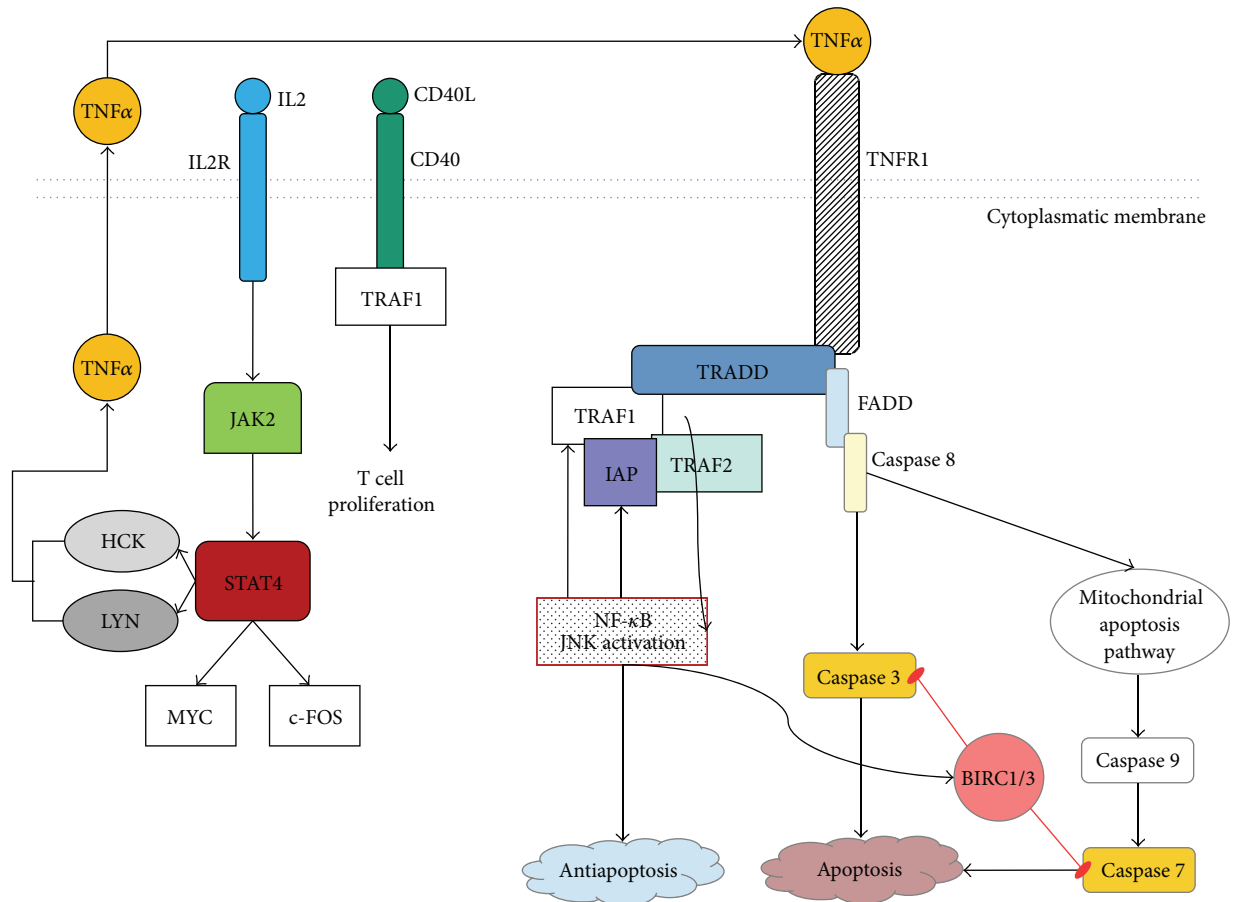 TNFα
TNFα
IL2
CD40L
IL2R
CD40
TNFR1
Cytoplasmatic membrane
TRAF1
TNFα
TRADD
JAK2
TRAF1
FADD
IAP
TRAF2
Caspase 8
T cell
proliferation
HCK
STAT4
LYN
NF-κB
JNK activation
Mitochondrial
apoptosis
pathway
Caspase 3
MYC
c-FOS
Caspase 9
BIRC1/3
Antiapoptosis
Apoptosis
Caspase 7